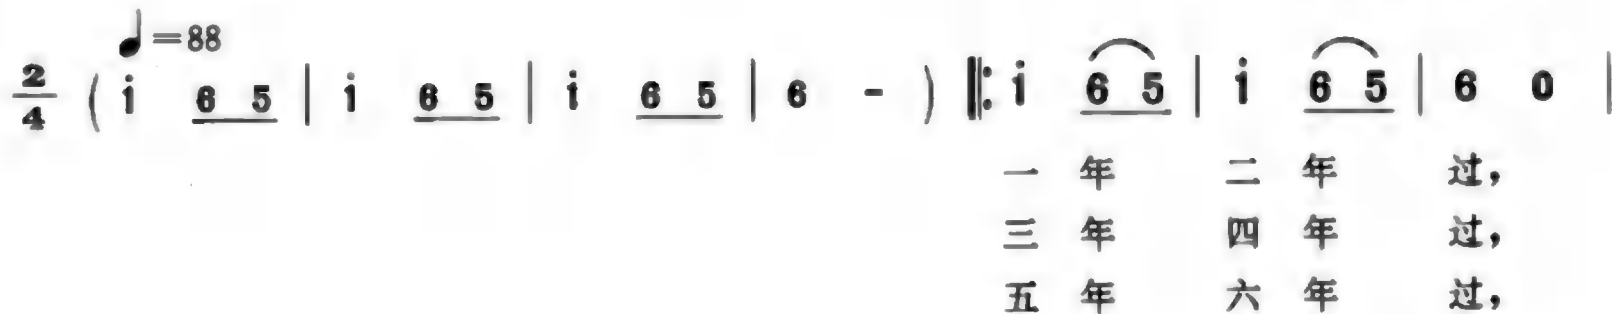 ♩=88
2/4 ( i̇ 6 5 | i 6 5 | i̇ 6 5 | 6 - ) ‖: i̇ 6 5 | i̇ 6 5 | 6 0 |
一 年 二 年 过,
三 年 四 年 过,
五 年 六 年 过,